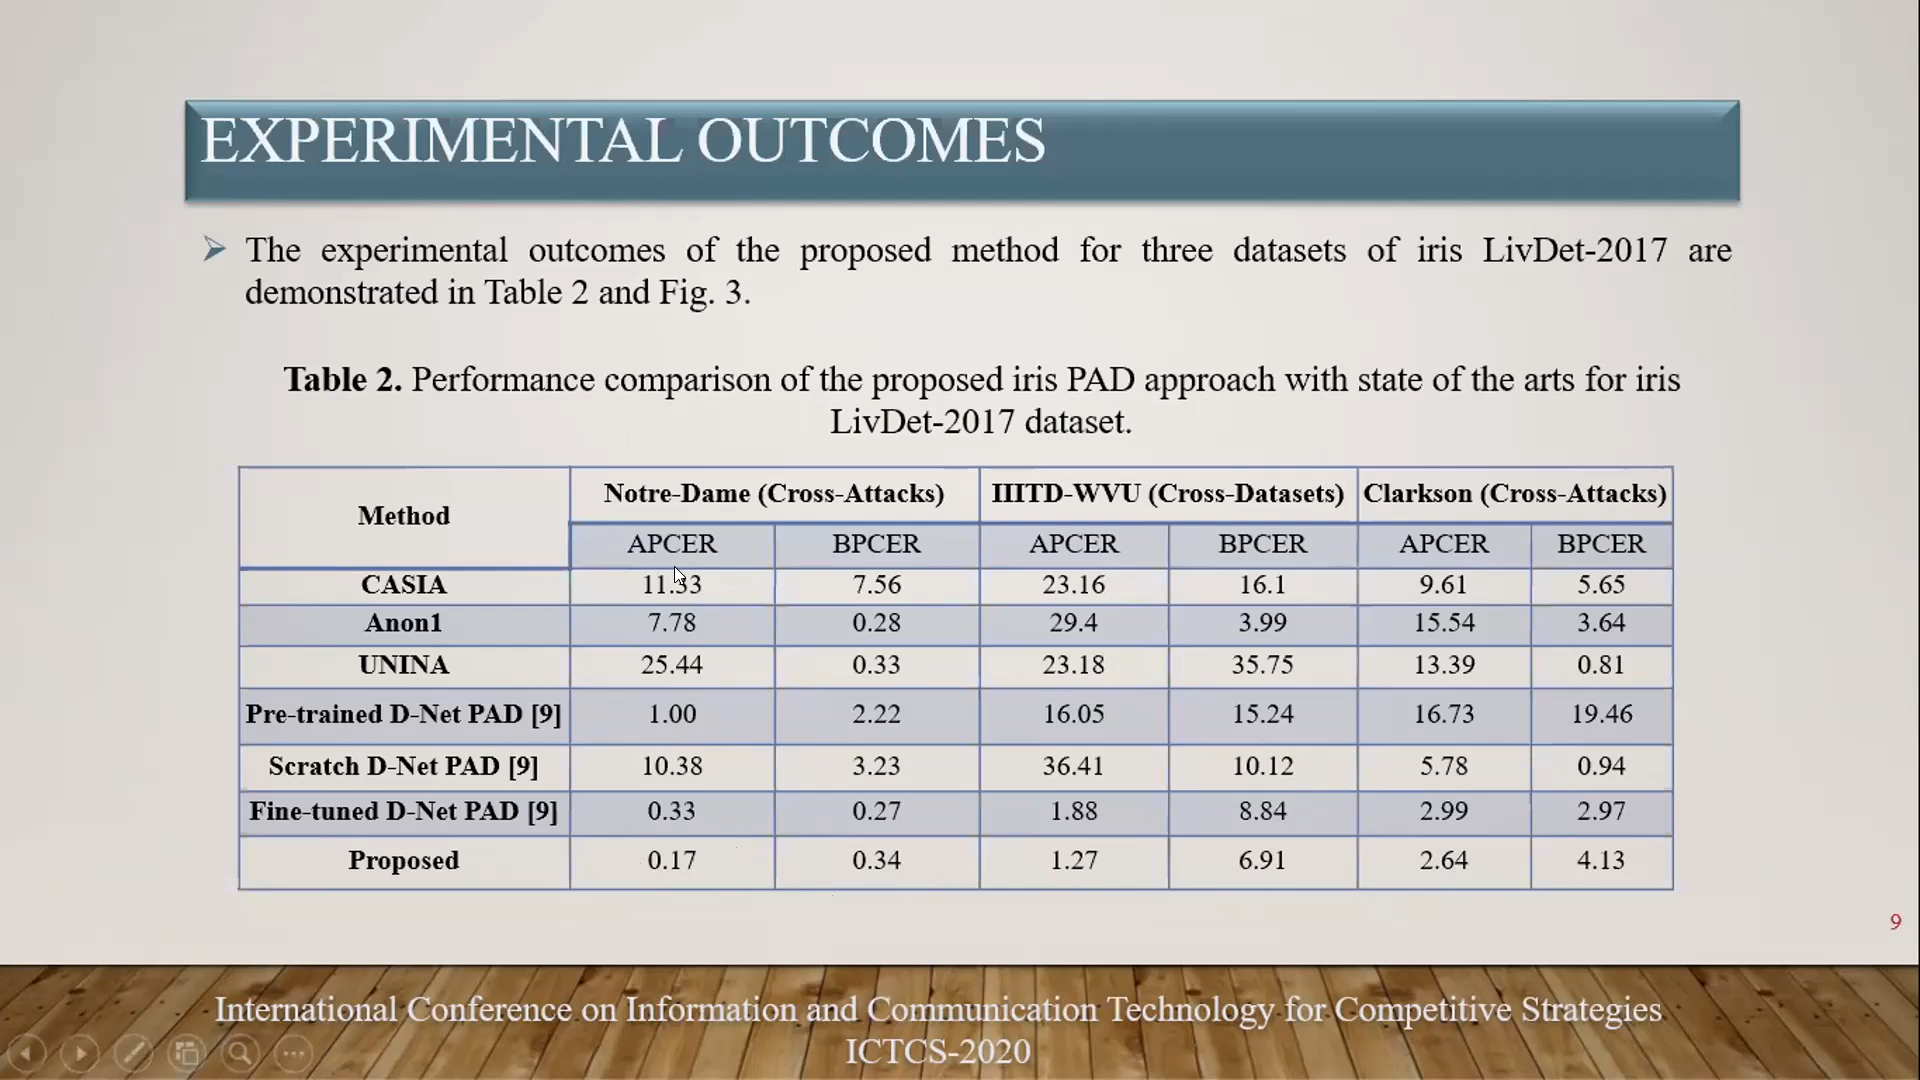 EXPERIMENTAL OUTCOMES
The experimental outcomes of the proposed method for three datasets of iris LivDet-2017 are
demonstrated in Table 2 and Fig. 3.
Table 2. Performance comparison of the proposed iris PAD approach with state of the arts for iris
LivDet-2017 dataset.
Method Notre-Dame (Cross-Attacks) IIITD-WVU (Cross-Datasets) Clarkson (Cross-Attacks)
APCER BPCER APCER BPCER APCER BPCER
CASIA 11.33 7.56 23.16 16.1 9.61 5.65
Anon1 7.78 0.28 29.4 3.99 15.54 3.64
UNINA 25.44 0.33 23.18 35.75 13.39 0.81
Pre-trained D-Net PAD [9] 1.00 2.22 16.05 15.24 16.73 19.46
Scratch D-Net PAD [9] 10.38 3.23 36.41 10.12 5.78 0.94
Fine-tuned D-Net PAD [9] 0.33 0.27 1.88 8.84 2.99 2.97
Proposed 0.17 0.34 1.27 6.91 2.64 4.13
9
International Conference on Information and Communication Technology for Competitive Strategies
ICTCS-2020